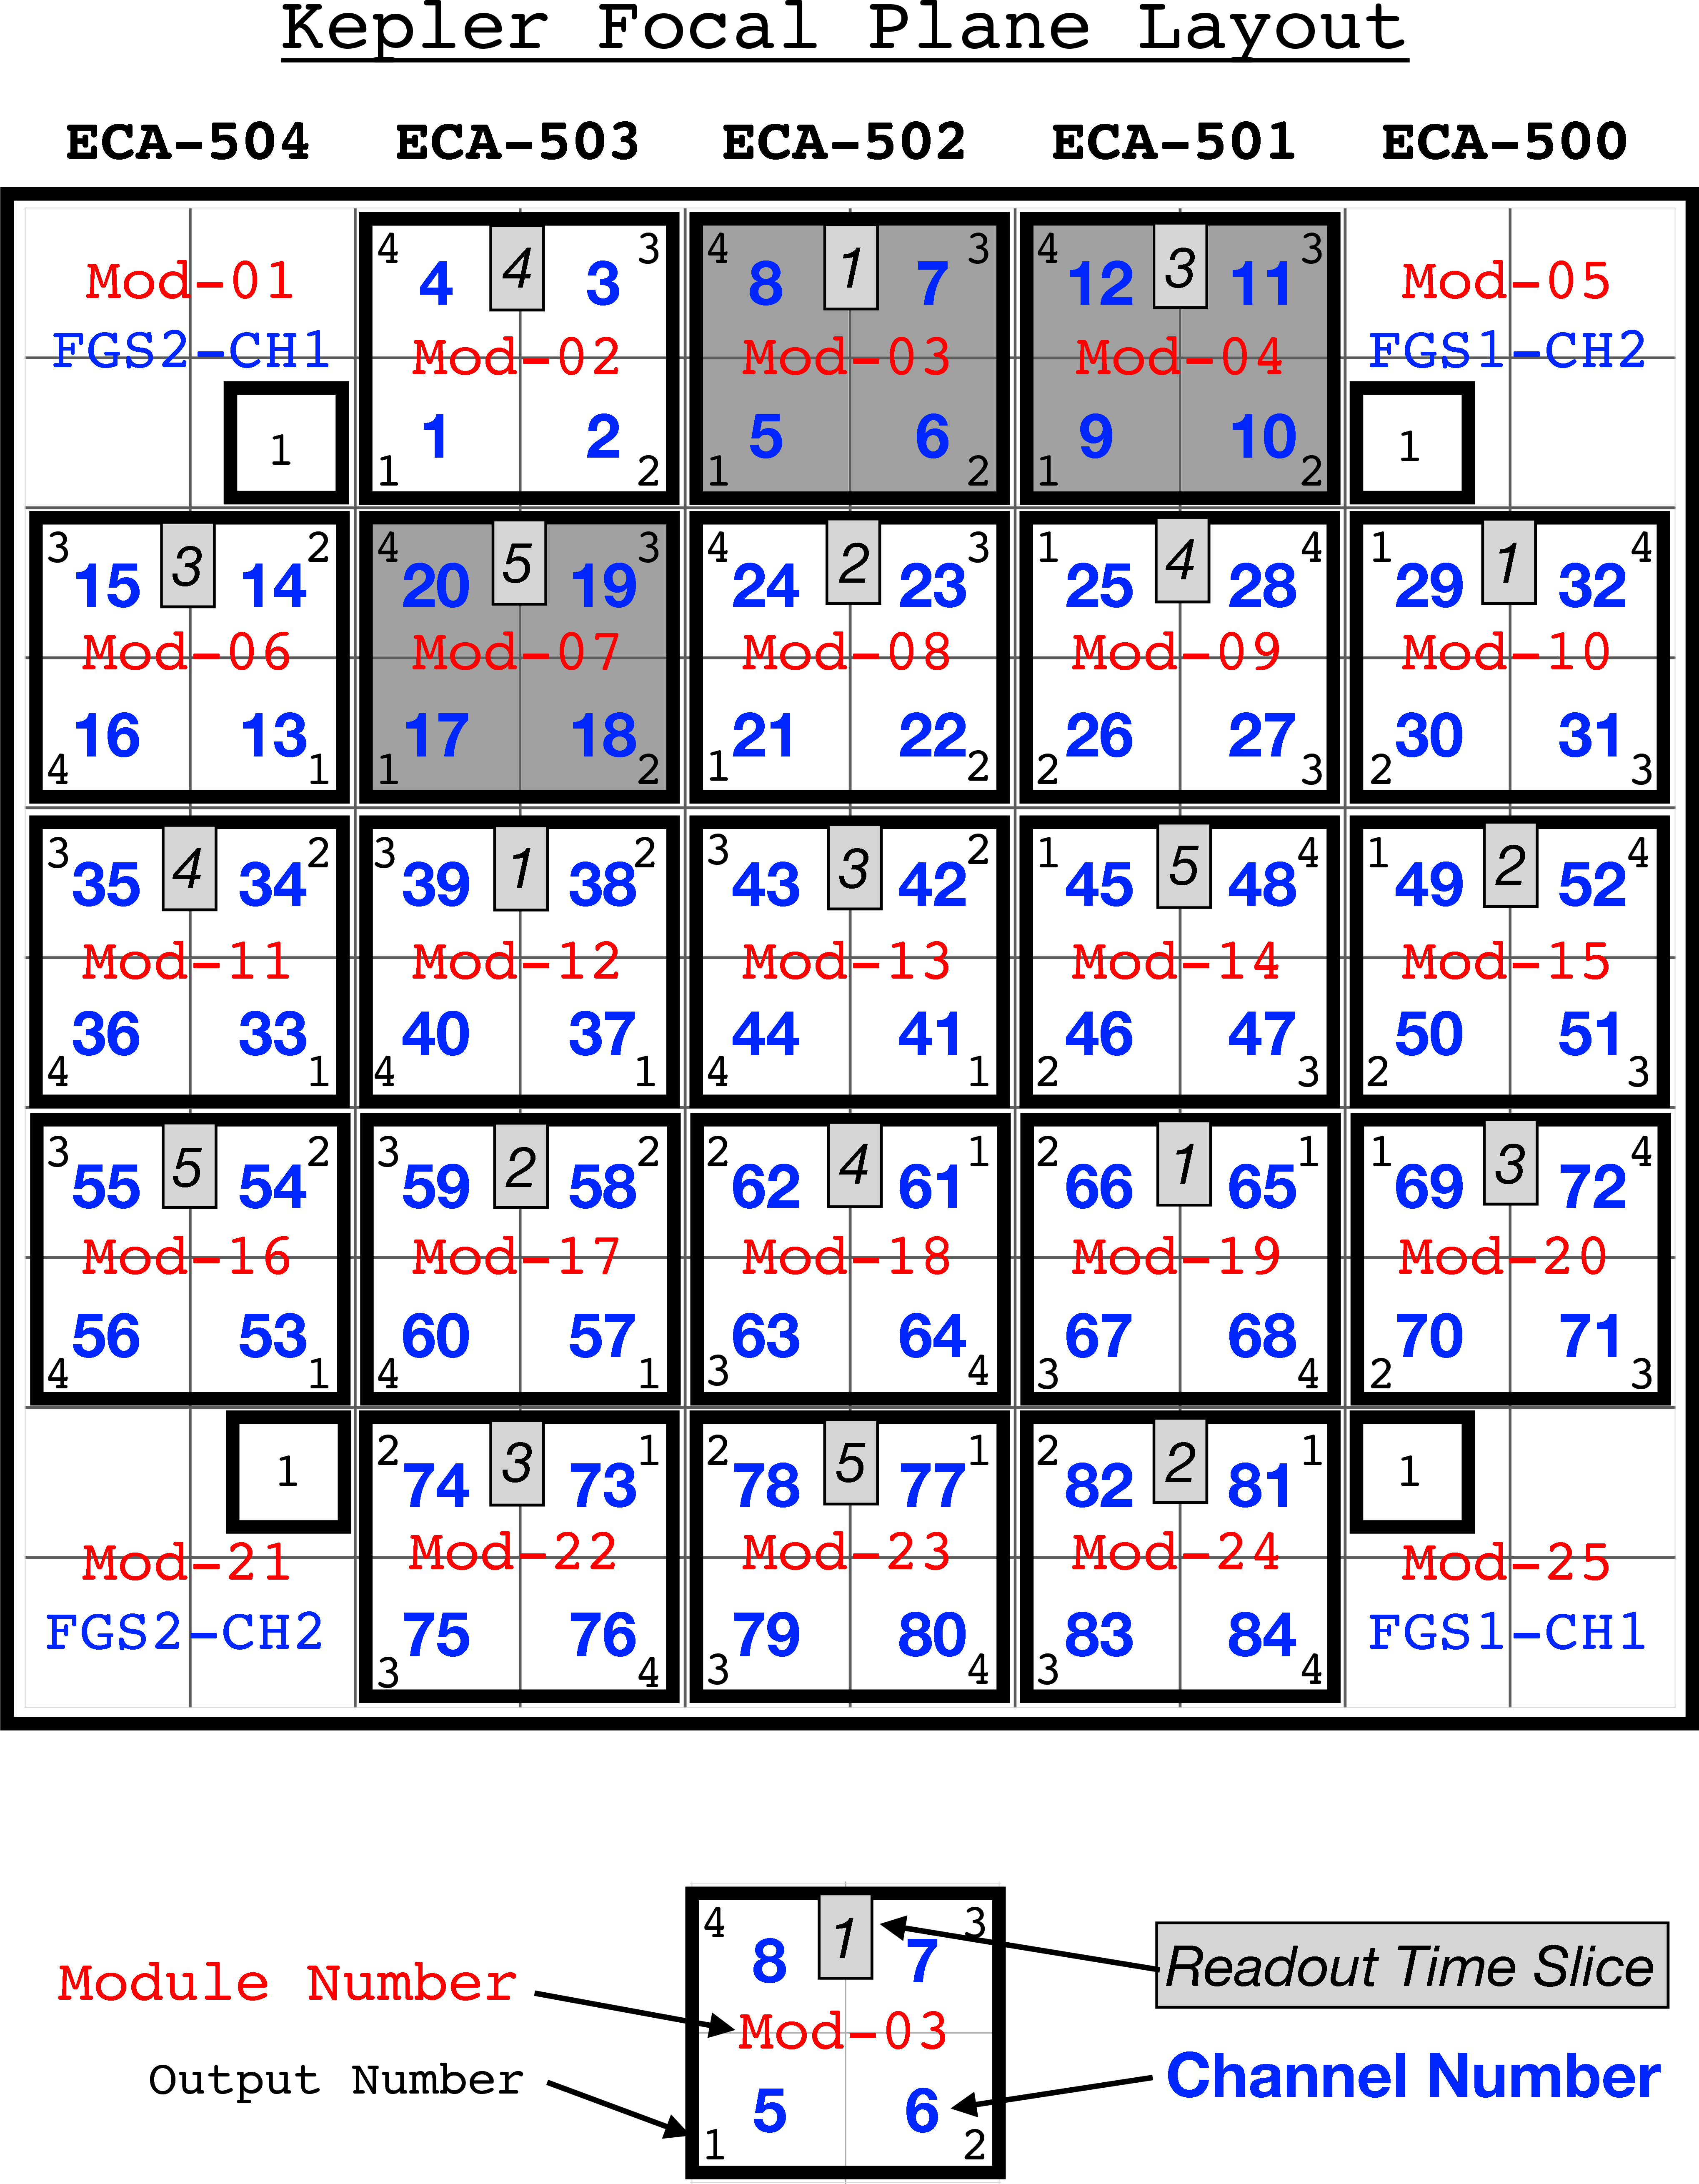 Kepler Focal Plane Layout
ECA-504 ECA-503 ECA-502 ECA-501 ECA-500
4 4 3 4 1 3 4 3 3
Mod-01 4 3 8 7 12 11 Mod-05
FGS2-CH1 Mod-02 Mod-03 Mod-04 FGS1-CH2
1 1 2 5 6 9 10 1
1 2 1 2 1 2
3 3 2 4 5 3 4 2 3 1 4 4 1 1 4
15 14 20 19 24 23 25 28 29 32
Mod-06 Mod-07 Mod-08 Mod-09 Mod-10
16 13 17 18 21 22 26 27 30 31
4 1 1 2 1 2 2 3 2 3
3 4 2 3 1 2 3 3 2 1 5 4 1 2 4
35 34 39 38 43 42 45 48 49 52
Mod-11 Mod-12 Mod-13 Mod-14 Mod-15
36 33 40 37 44 41 46 47 50 51
4 1 4 1 4 1 2 3 2 3
3 5 2 3 2 2 2 4 1 2 1 1 1 3 4
55 54 59 58 62 61 66 65 69 72
Mod-16 Mod-17 Mod-18 Mod-19 Mod-20
56 53 60 57 63 64 67 68 70 71
4 1 4 1 3 4 3 4 2 3
1 2 3 1 2 5 1 2 2 1 1
74 73 78 77 82 81
Mod-21 Mod-22 Mod-23 Mod-24 Mod-25
FGS2-CH2 75 76 79 80 83 84 FGS1-CH1
3 4 3 4 3 4
4 1 3
8 7 Readout Time Slice
Module Number Mod-03
Output Number 5 6 Channel Number
1 2